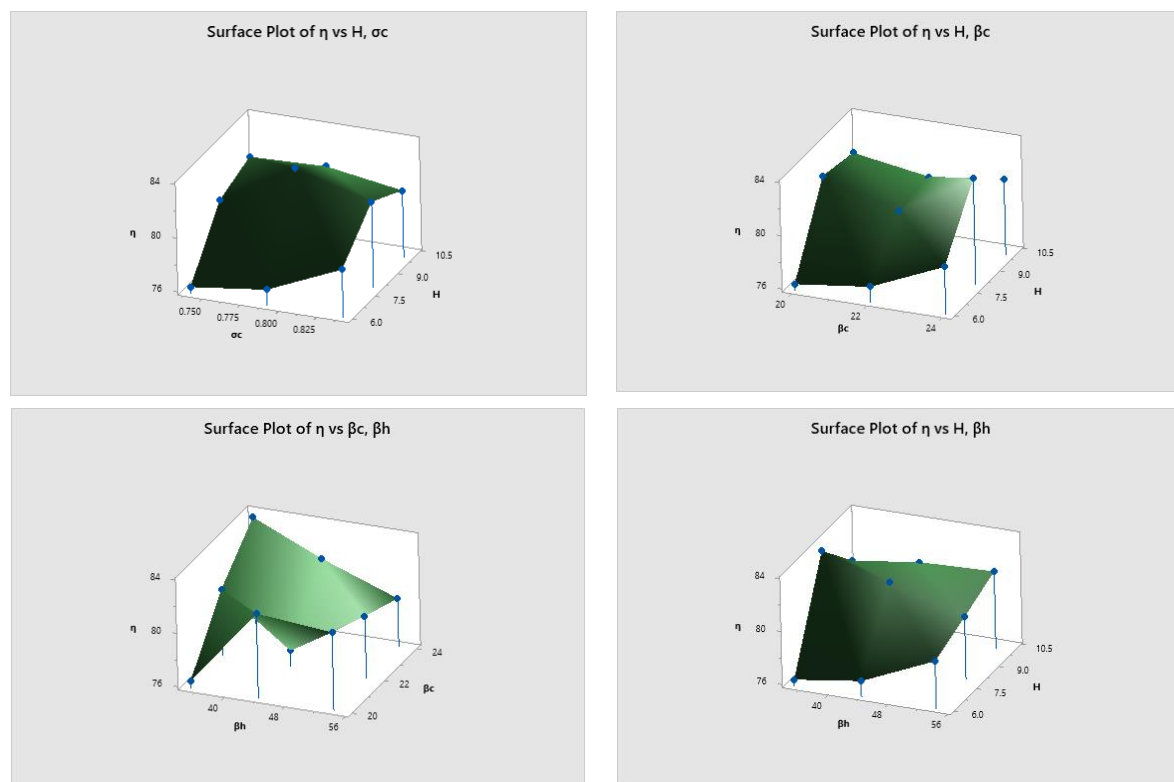 Surface Plot of η vs H, σc
84
80
76
η
0.750
0.775
0.800
0.825
σc
6.0
7.5
9.0
10.5
H
Surface Plot of η vs H, βc
84
80
76
η
20
22
24
βc
6.0
7.5
9.0
10.5
H
Surface Plot of η vs βc, βh
84
80
76
η
40
48
56
βh
20
22
24
βc
Surface Plot of η vs H, βh
84
80
76
η
40
48
56
βh
6.0
7.5
9.0
10.5
H